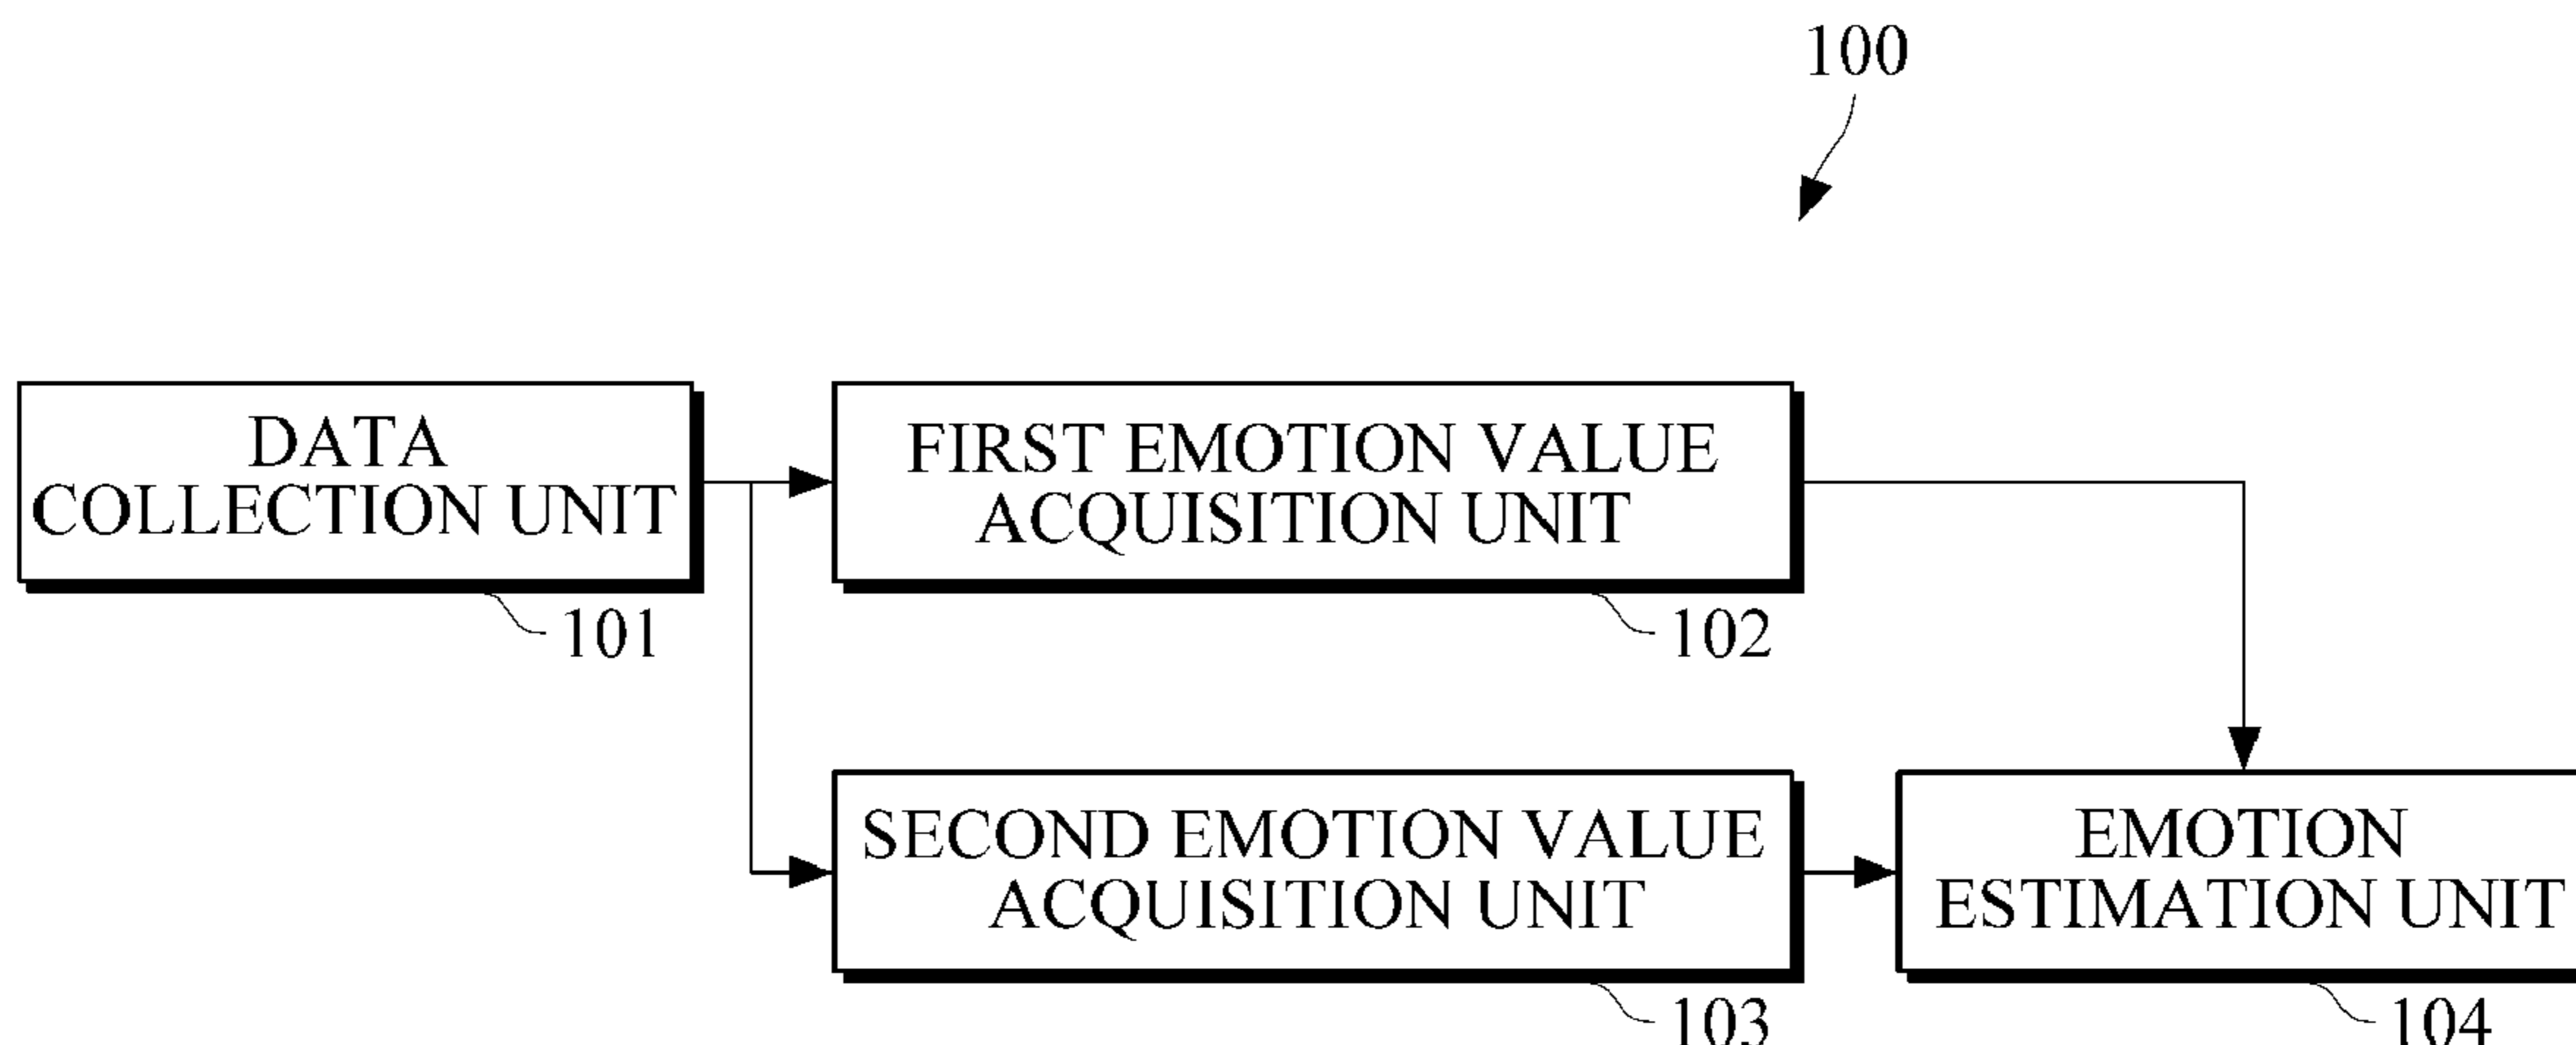 100
DATA
COLLECTION UNIT
101
FIRST EMOTION VALUE
ACQUISITION UNIT
102
SECOND EMOTION VALUE
ACQUISITION UNIT
103
EMOTION
ESTIMATION UNIT
104